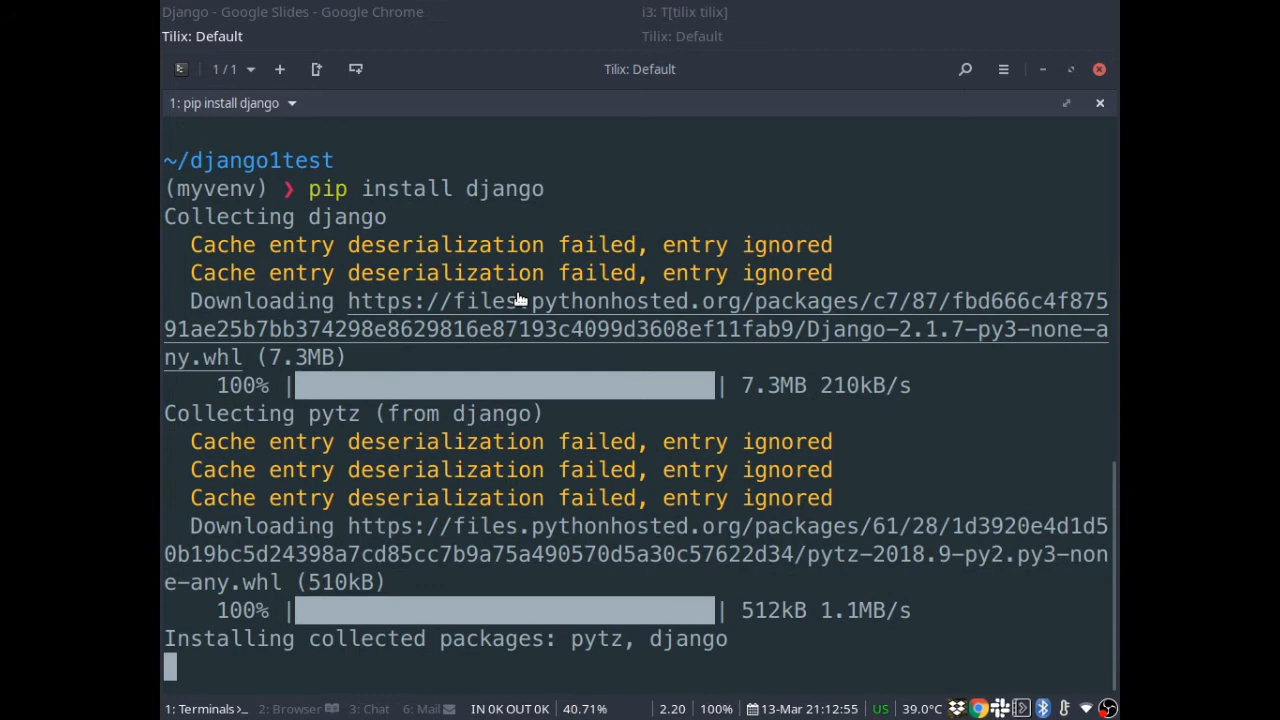 Django - Google Slides - Google Chrome i3: T[tilix tilix]
Tilix: Default Tilix: Default
1 / 1 Tilix: Default
1: pip install django
~/django1test
(myvenv) ❯ pip install django
Collecting django
Cache entry deserialization failed, entry ignored
Cache entry deserialization failed, entry ignored
Downloading https://files.pythonhosted.org/packages/c7/87/fbd666c4f875
91ae25b7bb374298e8629816e87193c4099d3608ef11fab9/Django-2.1.7-py3-none-a
ny.whl (7.3MB)
100% | | 7.3MB 210kB/s
Collecting pytz (from django)
Cache entry deserialization failed, entry ignored
Cache entry deserialization failed, entry ignored
Cache entry deserialization failed, entry ignored
Downloading https://files.pythonhosted.org/packages/61/28/1d3920e4d1d5
0b19bc5d24398a7cd85cc7b9a75a490570d5a30c57622d34/pytz-2018.9-py2.py3-non
e-any.whl (510kB)
100% | | 512kB 1.1MB/s
Installing collected packages: pytz, django
1: Terminals 2: Browser 3: Chat 6: Mail IN 0K OUT 0K 40.71% 2.20 100% 13-Mar 21:12:55 US 39.0°C